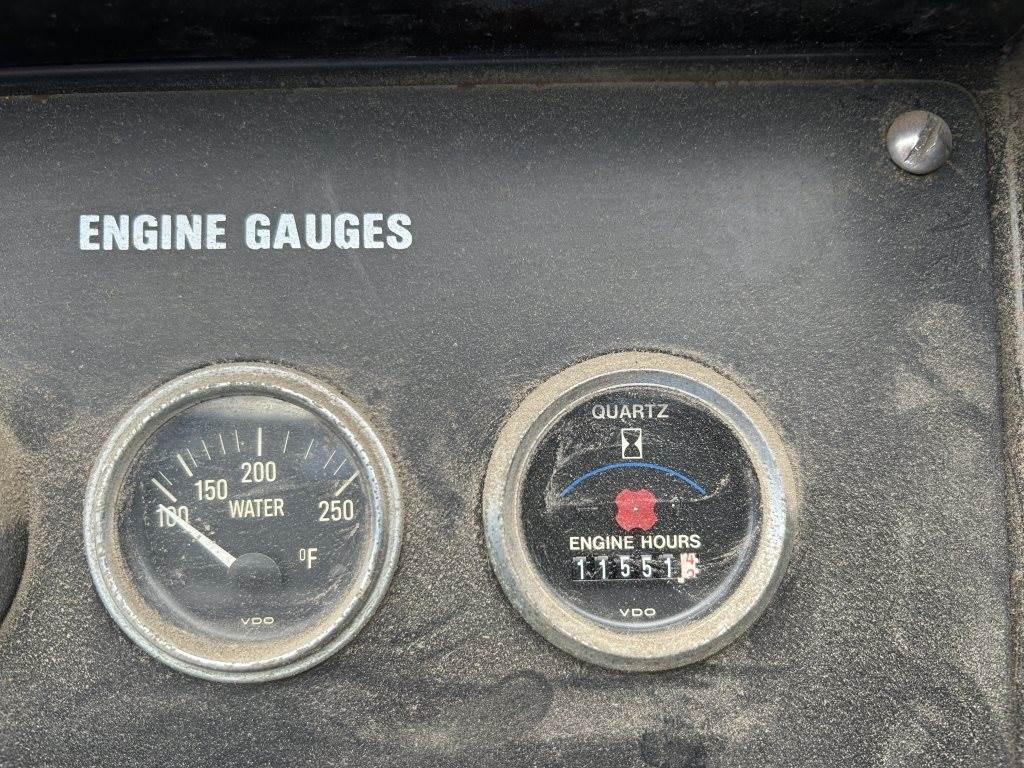 ENGINE GAUGES
100 150 200 250
WATER
°F
VDO
QUARTZ
ENGINE HOURS
11551
VDO